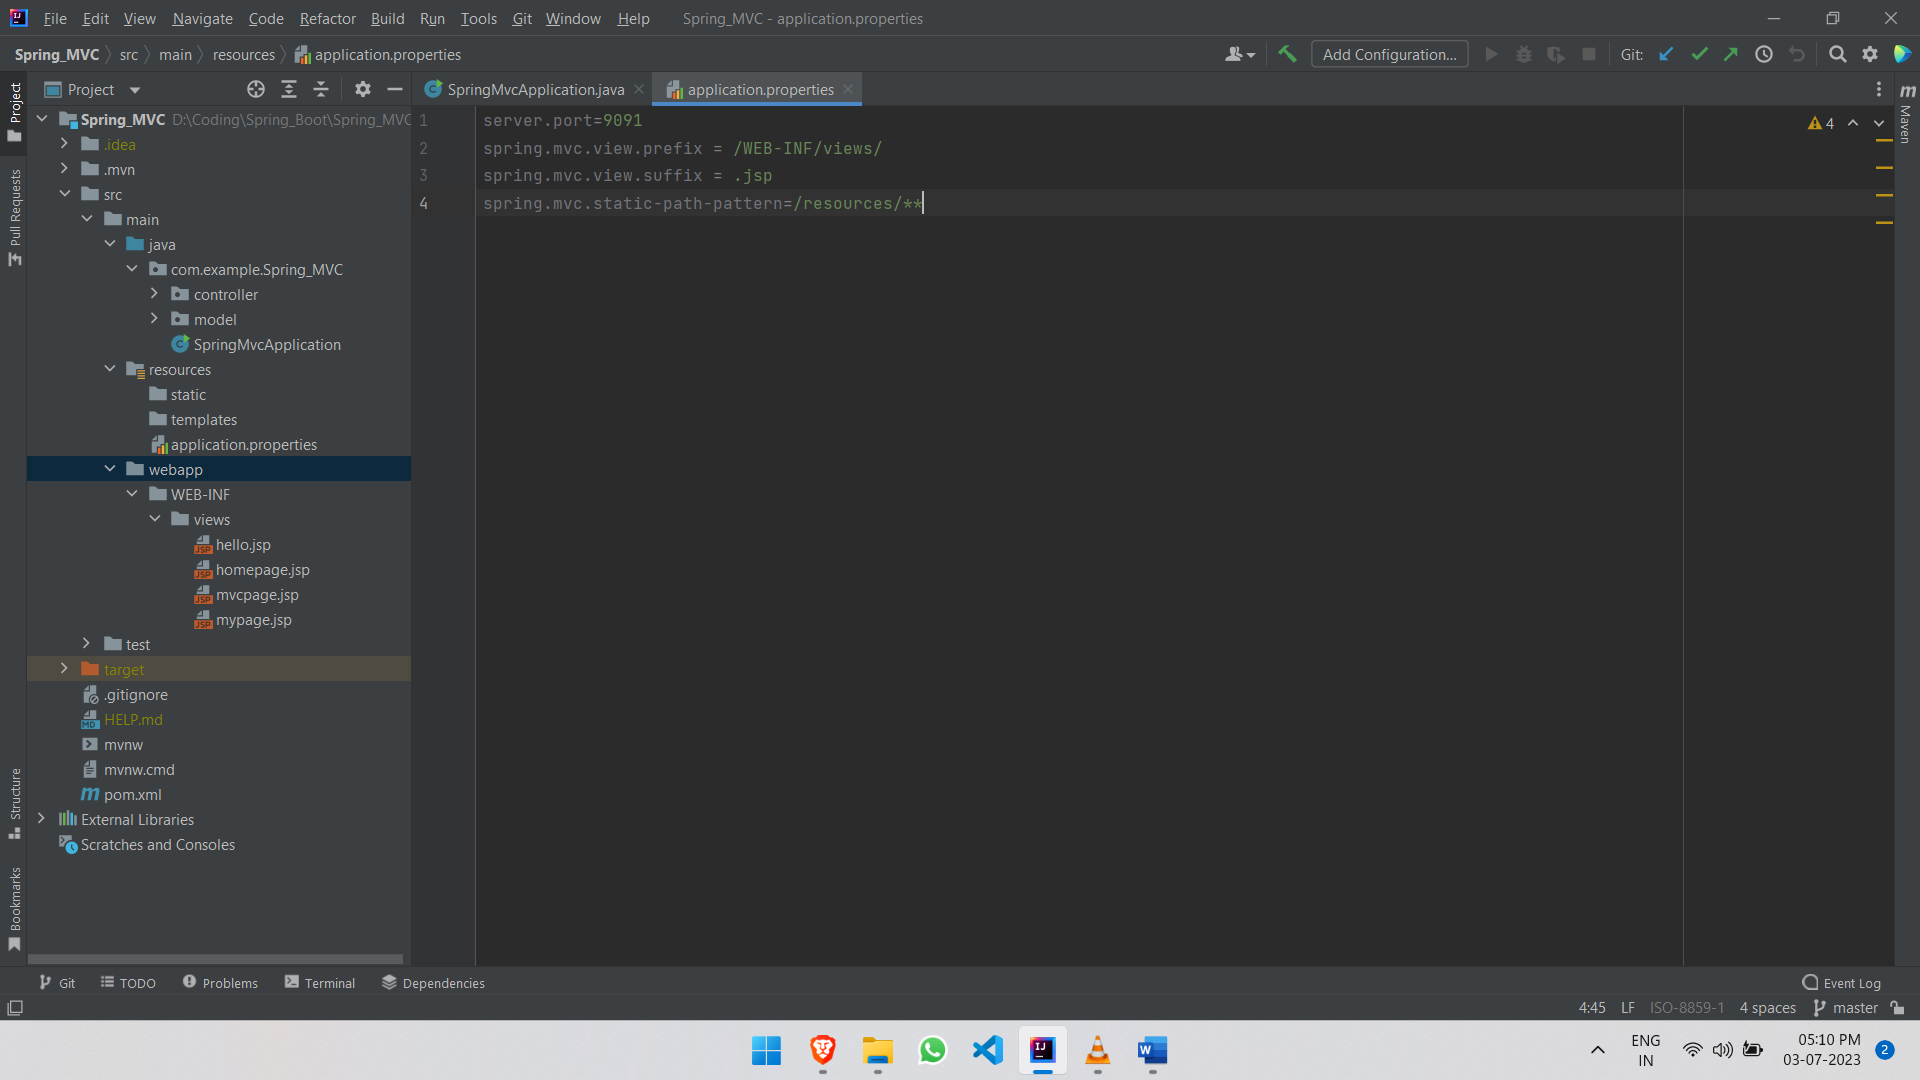 File Edit View Navigate Code Refactor Build Run Tools Git Window Help Spring_MVC - application.properties
Spring_MVC src main resources application.properties Add Configuration... Git:
Project SpringMvcApplication.java application.properties
Project
Pull Requests
Structure
Bookmarks
Maven
Spring_MVC D:\Coding\Spring_Boot\Spring_MVC
.idea
.mvn
src
main
java
com.example.Spring_MVC
controller
model
SpringMvcApplication
resources
static
templates
application.properties
webapp
WEB-INF
views
hello.jsp
homepage.jsp
mvcpage.jsp
mypage.jsp
test
target
.gitignore
HELP.md
mvnw
mvnw.cmd
pom.xml
External Libraries
Scratches and Consoles
1 server.port=9091
2 spring.mvc.view.prefix = /WEB-INF/views/
3 spring.mvc.view.suffix = .jsp
4 spring.mvc.static-path-pattern=/resources/**
4
Git TODO Problems Terminal Dependencies Event Log
4:45 LF ISO-8859-1 4 spaces master
ENG
IN
05:10 PM
03-07-2023
2